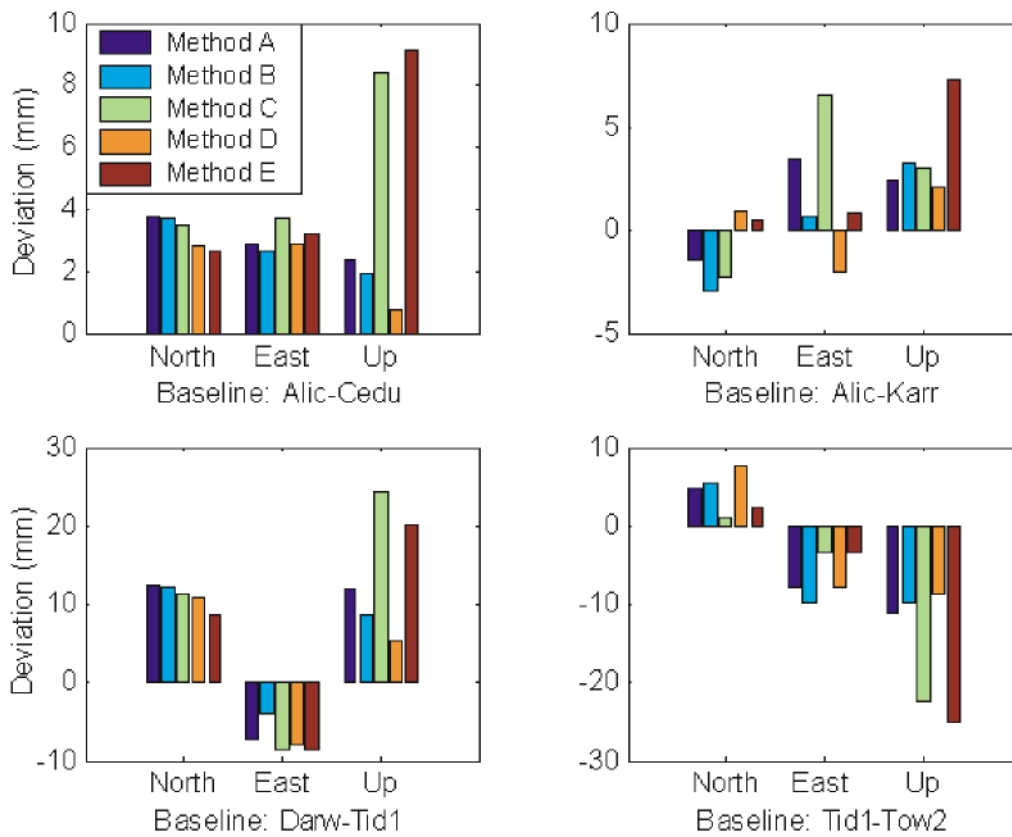 10
8
6
4
2
0
Deviation (mm)
Method A
Method B
Method C
Method D
Method E
North East Up
Baseline: Alic-Cedu
10
5
0
-5
North East Up
Baseline: Alic-Karr
30
20
10
0
-10
Deviation (mm)
North East Up
Baseline: Darw-Tid1
10
0
-10
-20
-30
North East Up
Baseline: Tid1-Tow2